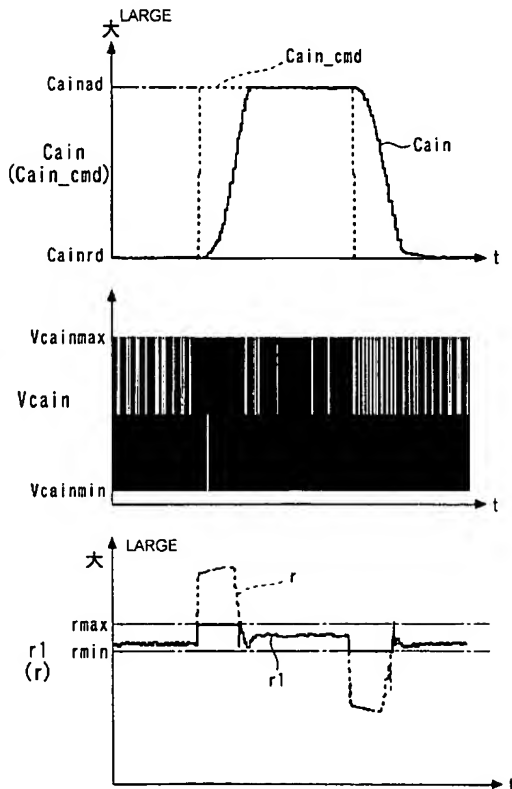 大 LARGE
Cain_cmd
Cainad
Cain
Cain
(Cain_cmd)
Cainrd
t
Vcainmax
Vcain
Vcainmin
t
大 LARGE
r
rmax
r1
(r)
rmin
r1
t